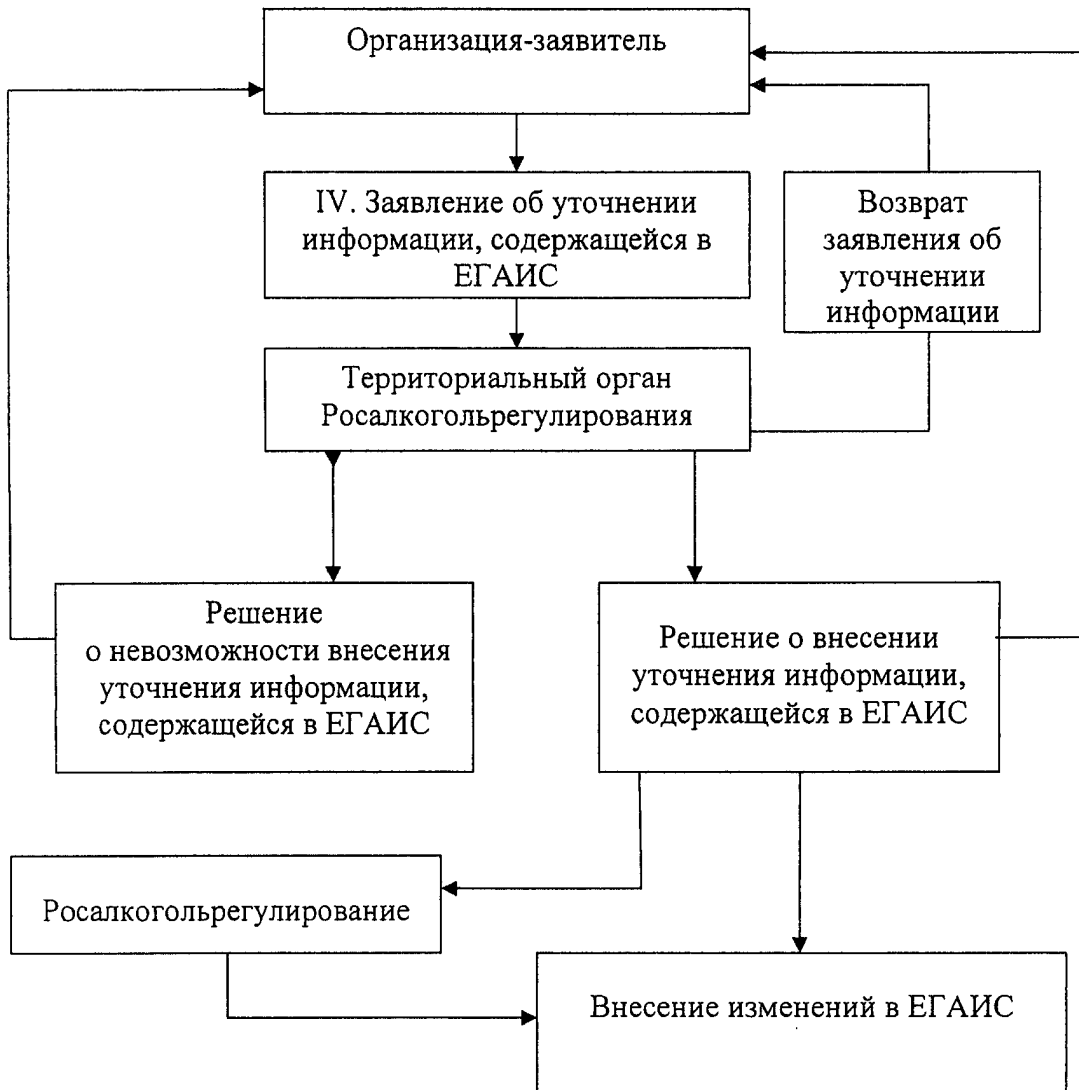 Организация-заявитель
IV. Заявление об уточнении
информации, содержащейся в
ЕГАИС
Возврат
заявления об
уточнении
информации
Территориальный орган
Росалкогольрегулирования
Решение
о невозможности внесения
уточнения информации,
содержащейся в ЕГАИС
Решение о внесении
уточнения информации,
содержащейся в ЕГАИС
Росалкогольрегулирование
Внесение изменений в ЕГАИС